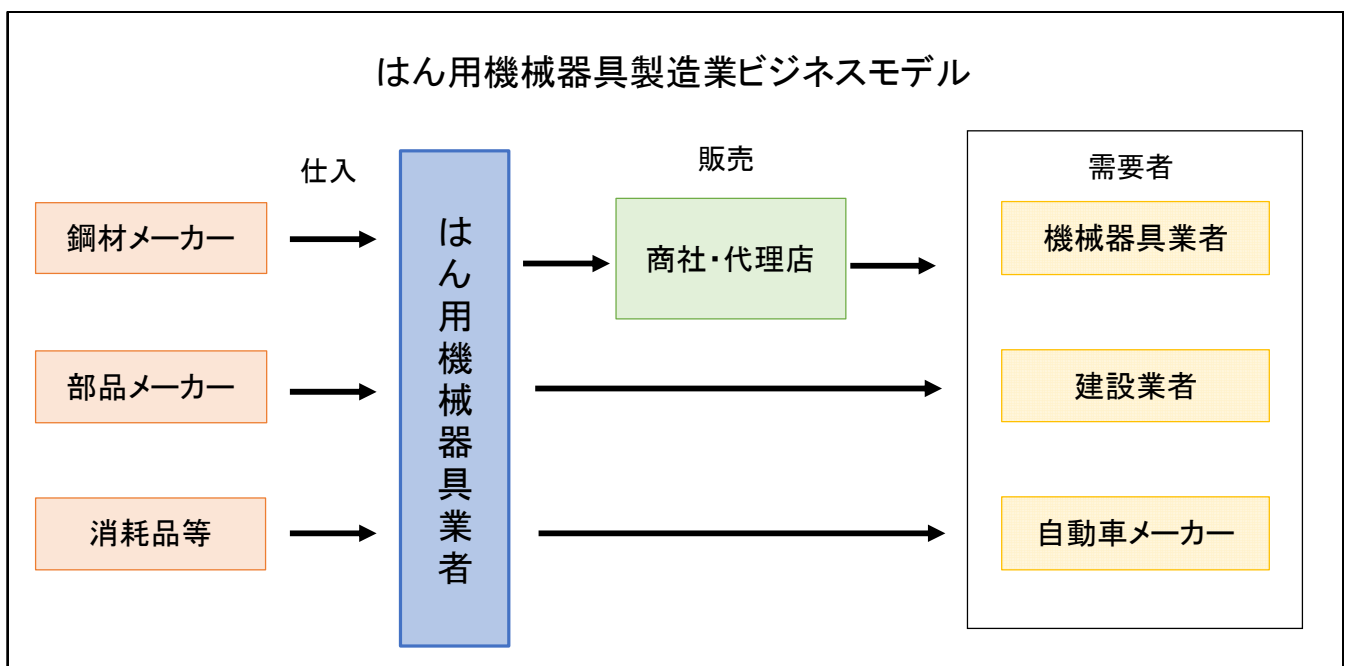 はん用機械器具製造業ビジネスモデル
仕入
販売
需要者
鋼材メーカー
部品メーカー
消耗品等
はん用機械器具業者
商社・代理店
機械器具業者
建設業者
自動車メーカー